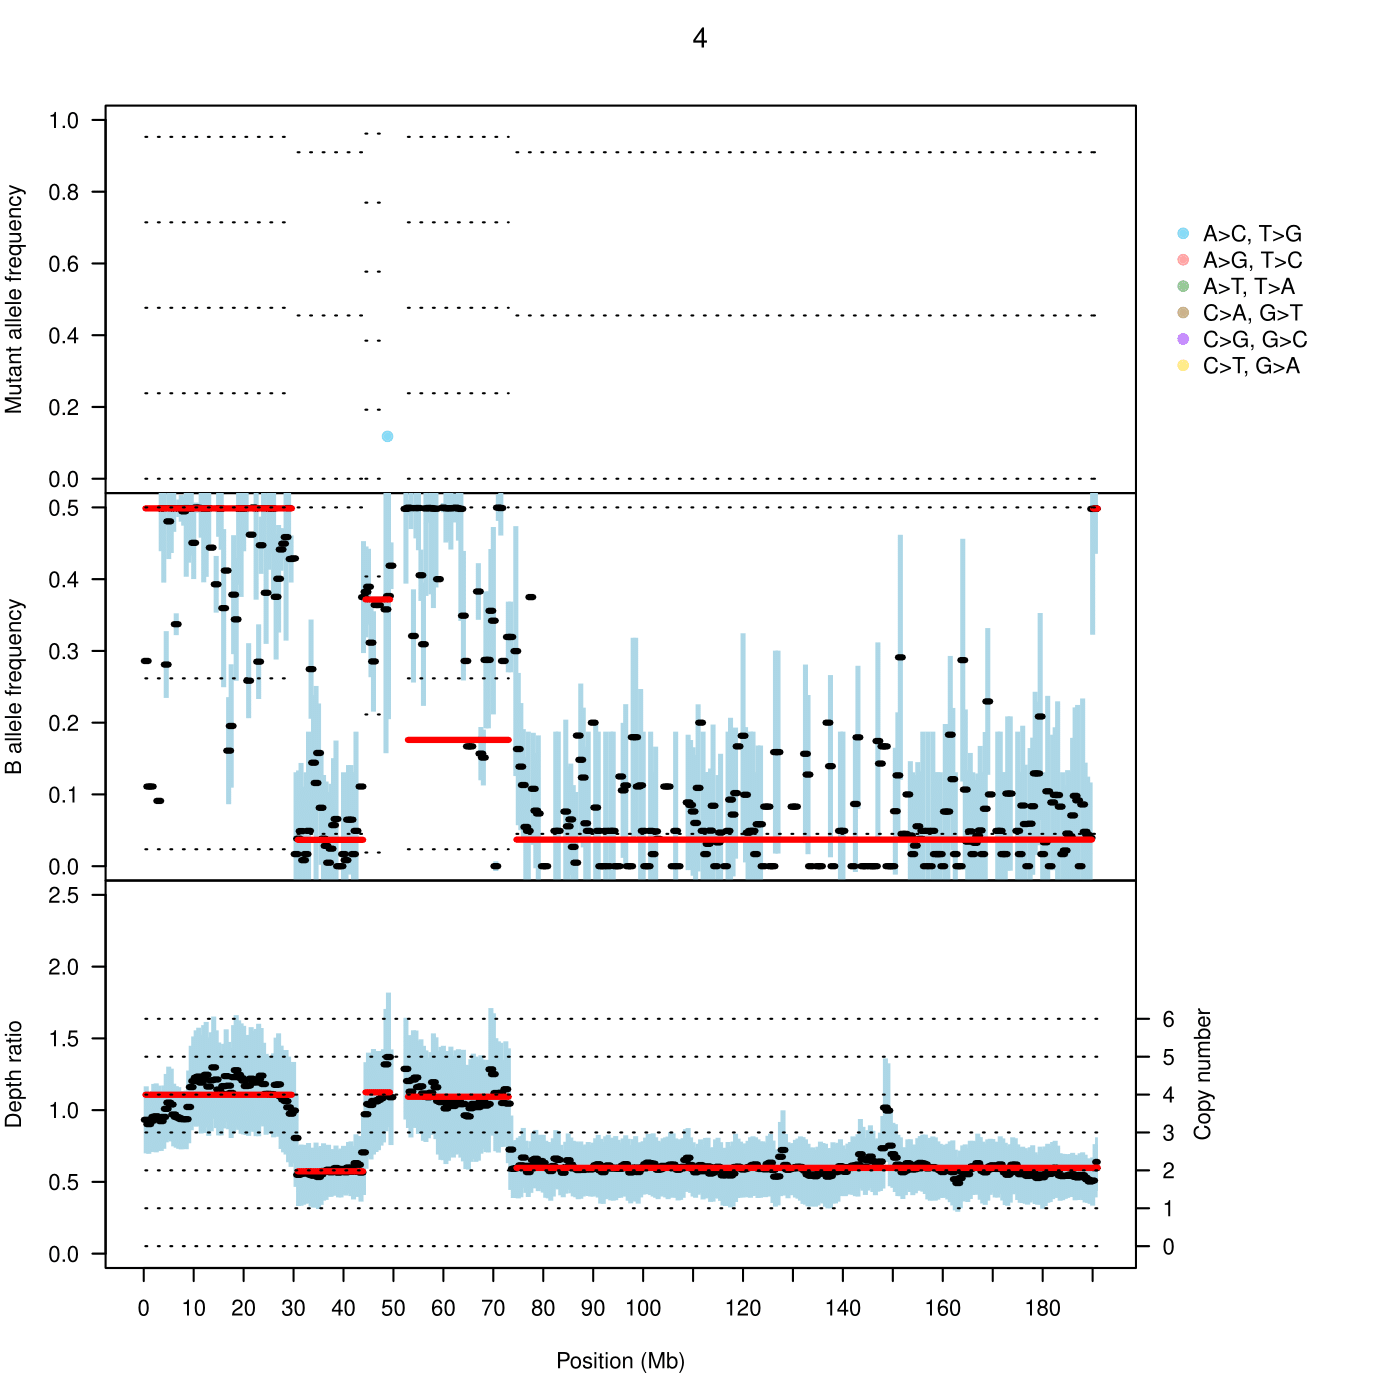 4
Mutant allele frequency
1.0
0.8
0.6
0.4
0.2
0.0
A>C, T>G
A>G, T>C
A>T, T>A
C>A, G>T
C>G, G>C
C>T, G>A
B allele frequency
0.5
0.4
0.3
0.2
0.1
0.0
Depth ratio
2.5
2.0
1.5
1.0
0.5
0.0
Copy number
6
5
4
3
2
1
0
0 10 20 30 40 50 60 70 80 90 100 120 140 160 180
Position (Mb)